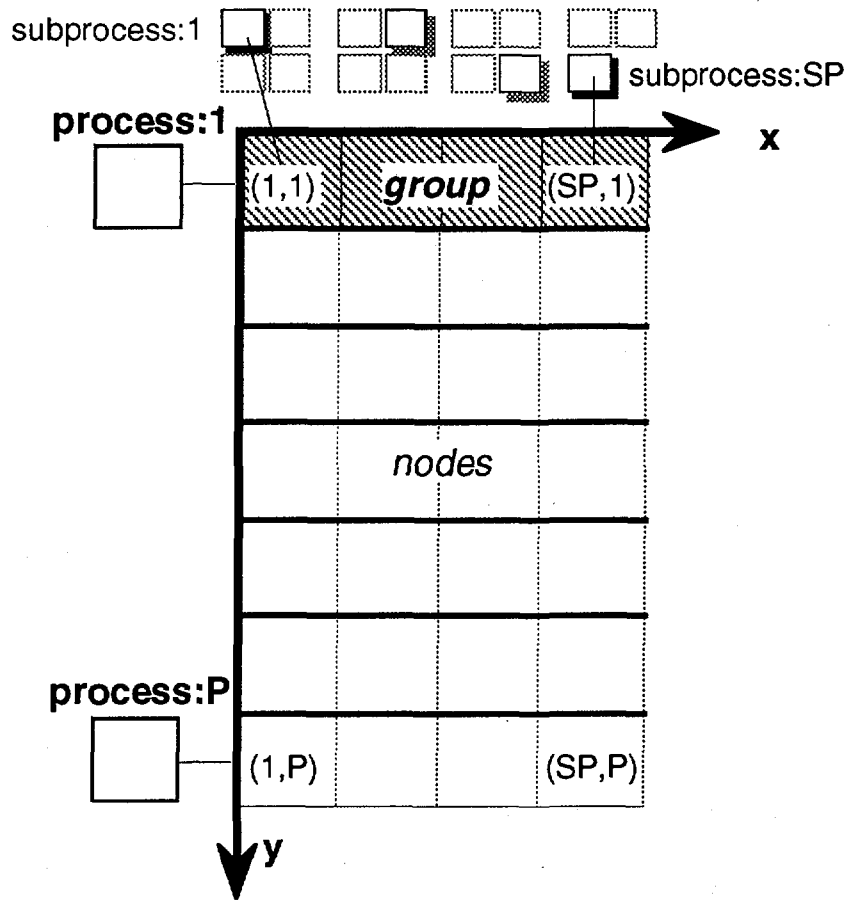 subprocess:1
subprocess:SP
process:1
x
(1,1)
group
(SP,1)
nodes
process:P
(1,P)
(SP,P)
y